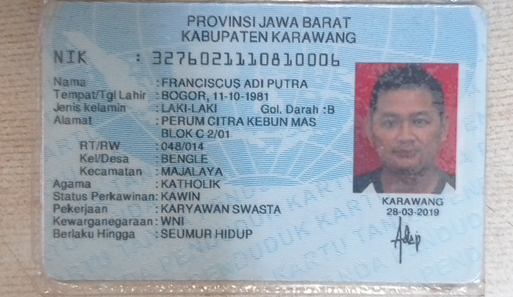 PROVINSI JAWA BARAT
KABUPATEN KARAWANG
NIK : 3276021110810006
Nama : FRANCISCUS ADI PUTRA
Tempat/Tgl Lahir : BOGOR, 11-10-1981
Jenis kelamin : LAKI-LAKI Gol. Darah :B
Alamat : PERUM CITRA KEBUN MAS
BLOK C 2/01
RT/RW : 048/014
Kel/Desa : BENGLE
Kecamatan : MAJALAYA
Agama : KATHOLIK
Status Perkawinan: KAWIN
Pekerjaan : KARYAWAN SWASTA
Kewarganegaraan: WNI
Berlaku Hingga : SEUMUR HIDUP
KARAWANG
28-03-2019